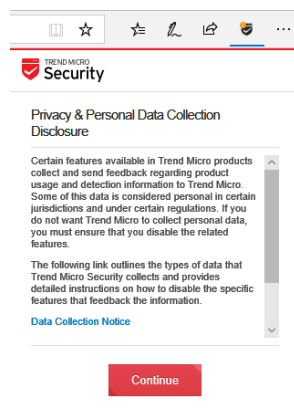 TREND MICRO
Security
Privacy & Personal Data Collection
Disclosure
Certain features available in Trend Micro products
collect and send feedback regarding product
usage and detection information to Trend Micro.
Some of this data is considered personal in certain
jurisdictions and under certain regulations. If you
do not want Trend Micro to collect personal data,
you must ensure that you disable the related
features.
The following link outlines the types of data that
Trend Micro Security collects and provides
detailed instructions on how to disable the specific
features that feedback the information.
Data Collection Notice
Continue